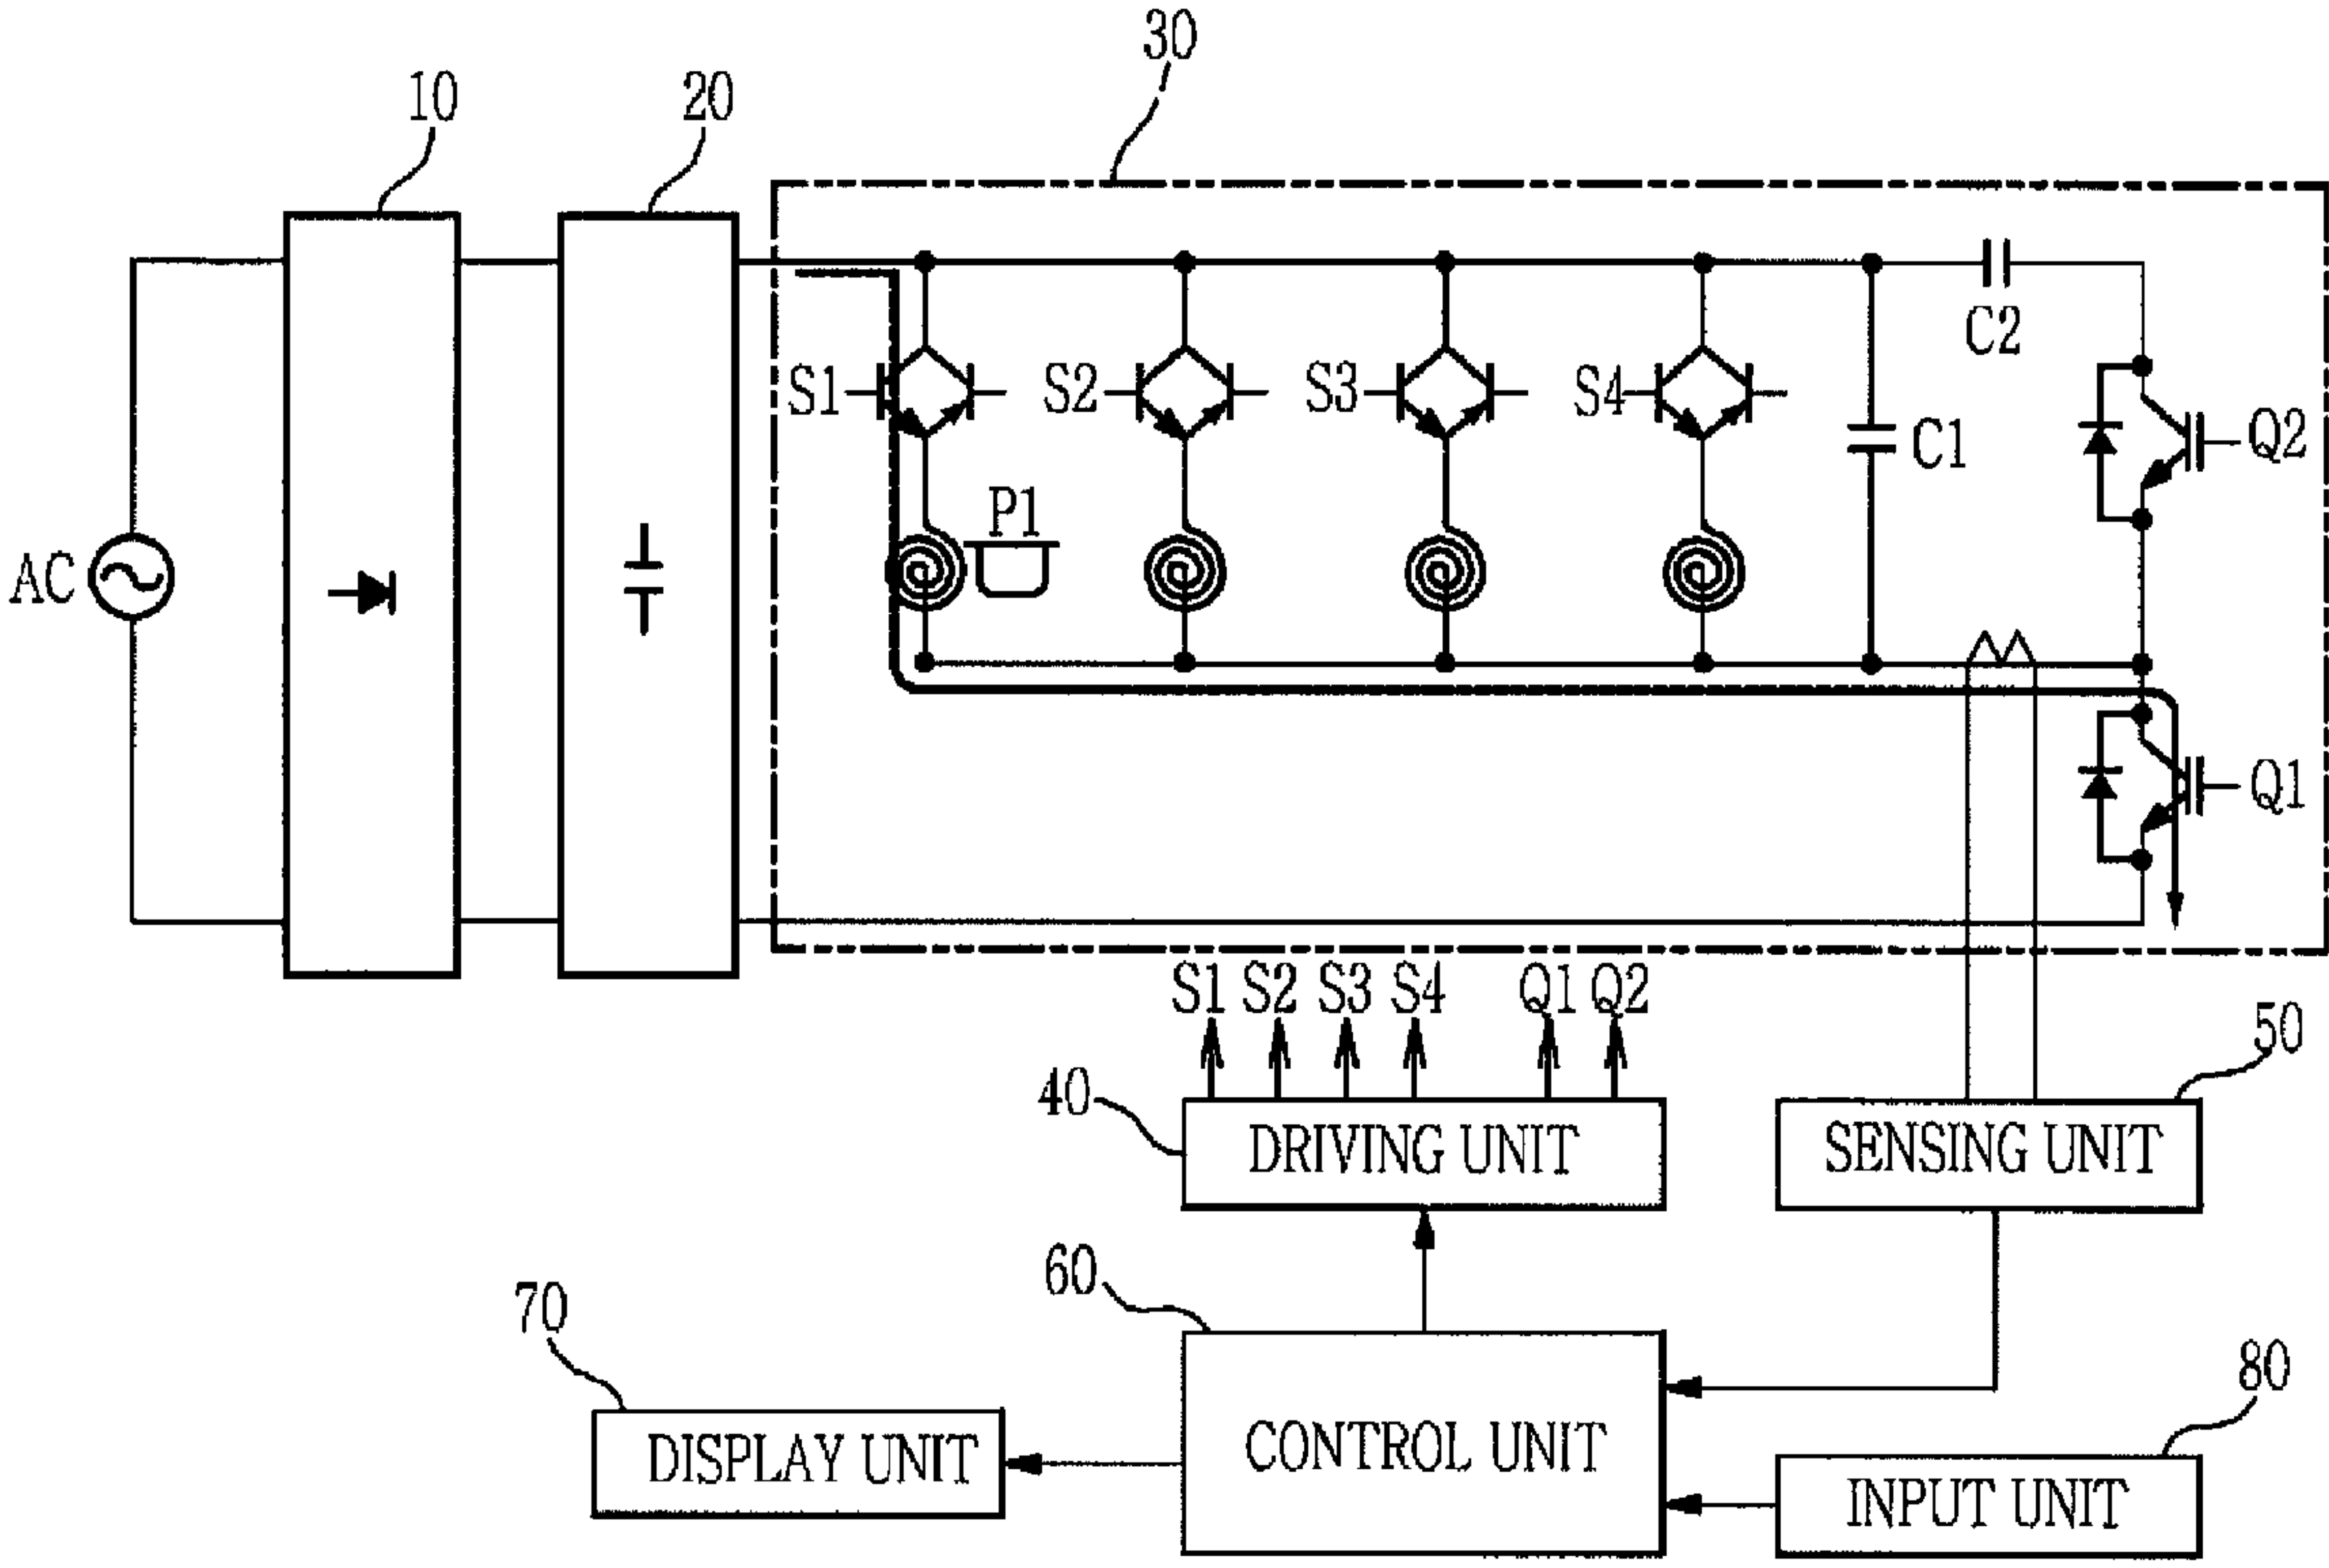 30
10
20
C2
S1
S2
S3
S4
C1
Q2
P1
AC
Q1
S1 S2 S3 S4 Q1 Q2
50
40
DRIVING UNIT
SENSING UNIT
60
70
80
CONTROL UNIT
DISPLAY UNIT
INPUT UNIT